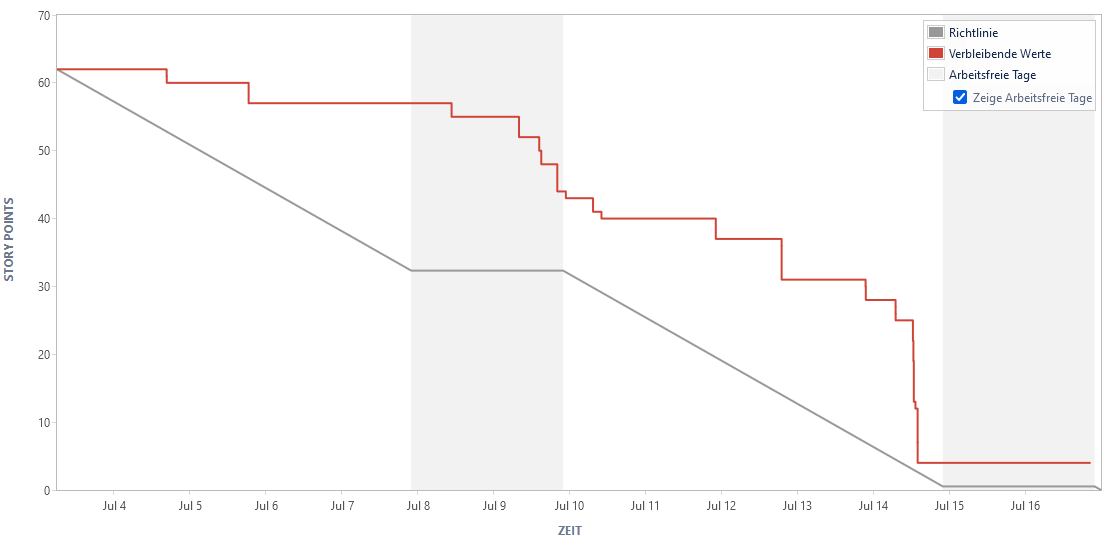 70
60
50
40
30
20
10
0
STORY POINTS
Richtlinie
Verbleibende Werte
Arbeitsfreie Tage
Zeige Arbeitsfreie Tage
Jul 4 Jul 5 Jul 6 Jul 7 Jul 8 Jul 9 Jul 10 Jul 11 Jul 12 Jul 13 Jul 14 Jul 15 Jul 16
ZEIT